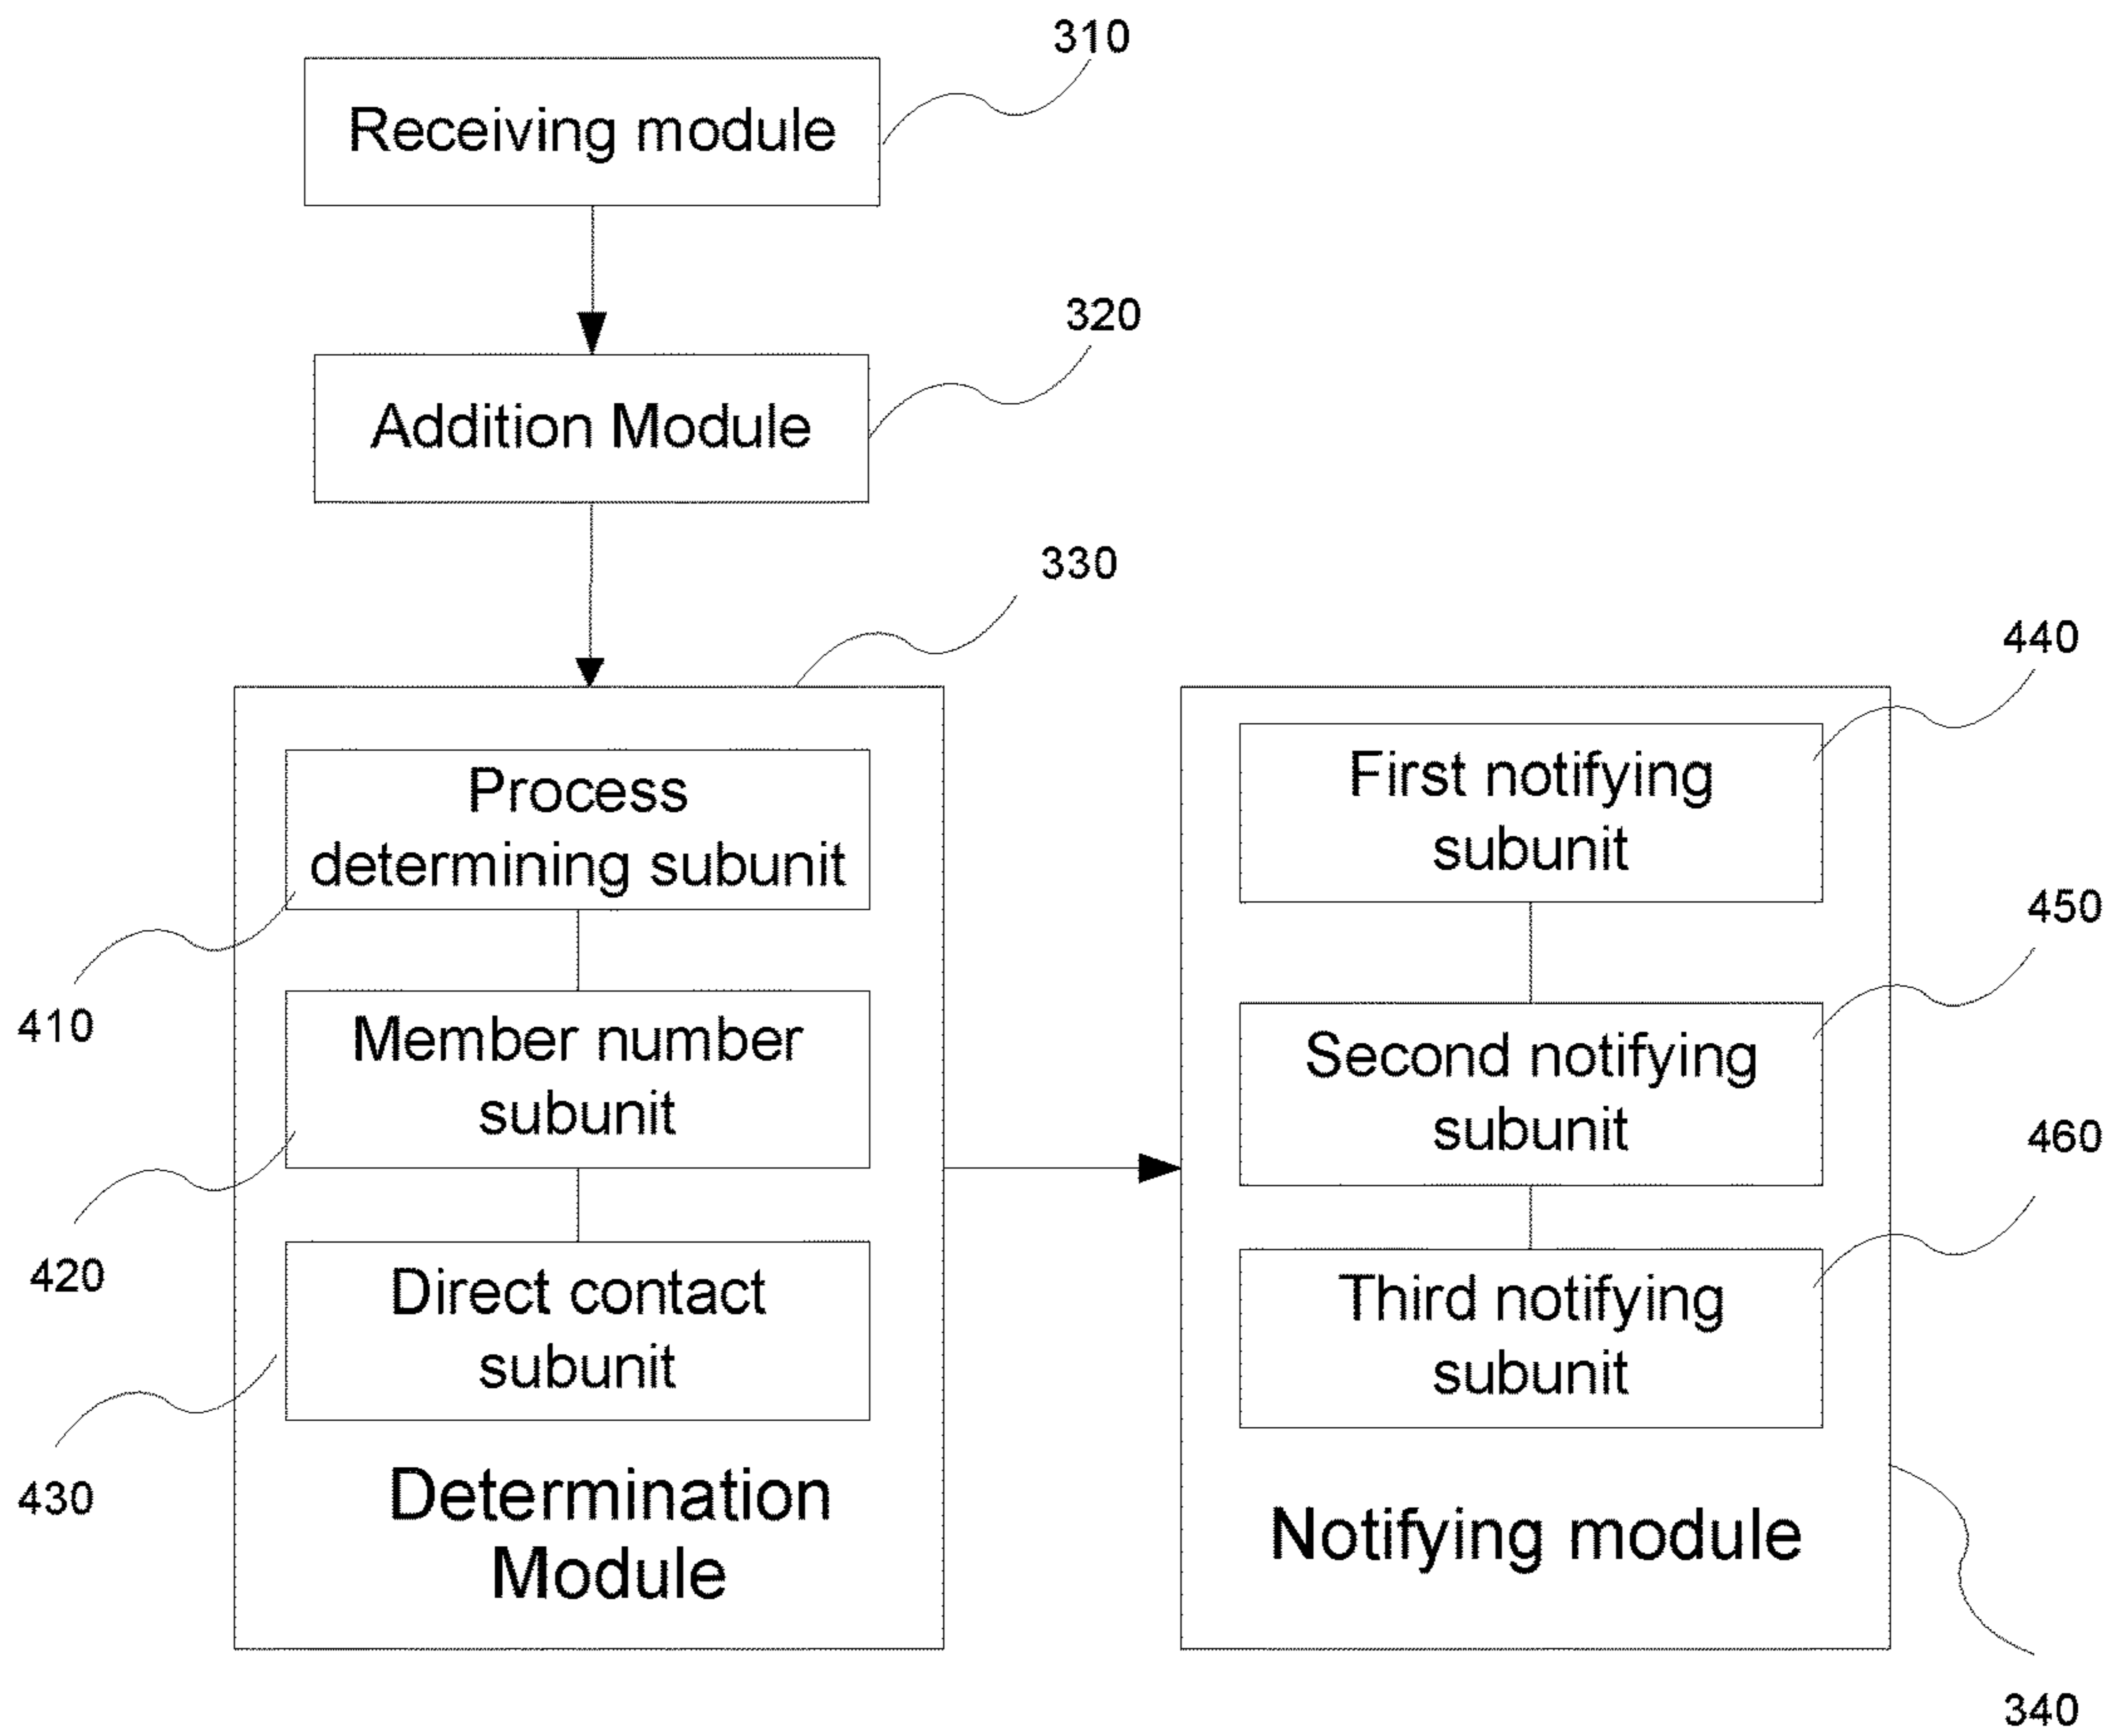 310
Receiving module
320
Addition Module
330
Process
determining subunit
410
Member number
subunit
420
Direct contact
subunit
430
Determination
Module
440
First notifying
subunit
450
Second notifying
subunit
460
Third notifying
subunit
Notifying module
340